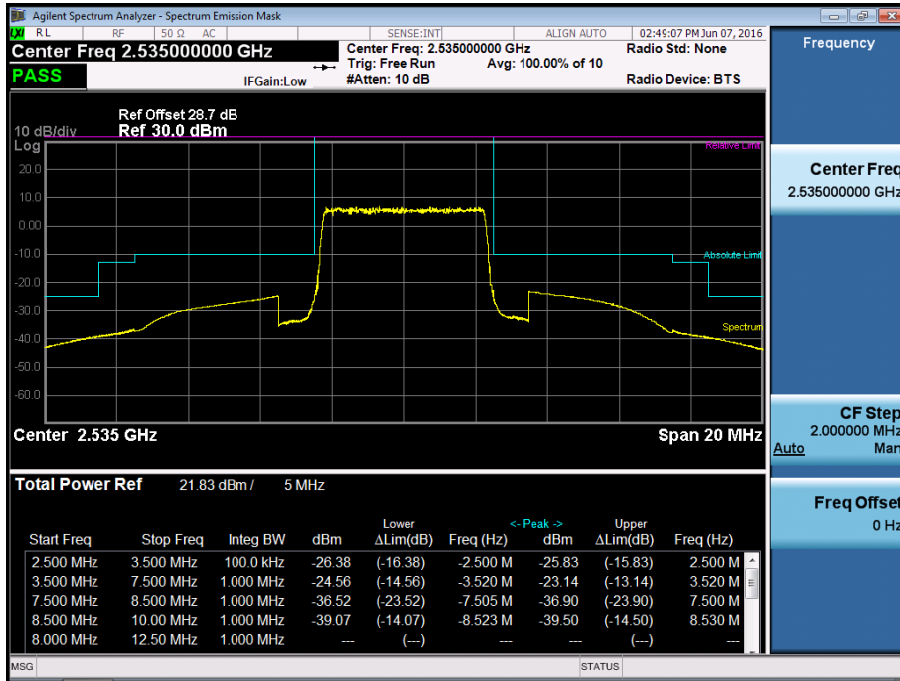 Agilent Spectrum Analyzer - Spectrum Emission Mask
LXI RL RF 50 Ω AC SENSE:INT ALIGN AUTO 02:49:07 PM Jun 07, 2016
Center Freq 2.535000000 GHz
Center Freq: 2.535000000 GHz
Radio Std: None
Trig: Free Run Avg: 100.00% of 10
PASS
IFGain:Low
#Atten: 10 dB
Radio Device: BTS
Ref Offset 28.7 dB
10 dB/div Ref 30.0 dBm
Log
Relative Limit
20.0
10.0
0.00
-10.0
Absolute Limit
-20.0
-30.0
Spectrum
-40.0
-50.0
-60.0
Center 2.535 GHz Span 20 MHz
Total Power Ref 21.83 dBm / 5 MHz
Lower <- Peak -> Upper
Start Freq Stop Freq Integ BW dBm ΔLim(dB) Freq (Hz) dBm ΔLim(dB) Freq (Hz)
2.500 MHz 3.500 MHz 100.0 kHz -26.38 (-16.38) -2.500 M -25.83 (-15.83) 2.500 M
3.500 MHz 7.500 MHz 1.000 MHz -24.56 (-14.56) -3.520 M -23.14 (-13.14) 3.520 M
7.500 MHz 8.500 MHz 1.000 MHz -36.52 (-23.52) -7.505 M -36.90 (-23.90) 7.500 M
8.500 MHz 10.00 MHz 1.000 MHz -39.07 (-14.07) -8.523 M -39.50 (-14.50) 8.530 M
8.000 MHz 12.50 MHz 1.000 MHz --- (---) --- --- (---) ---
MSG STATUS
Frequency
Center Freq
2.535000000 GHz
CF Step
2.000000 MHz
Auto Man
Freq Offset
0 Hz